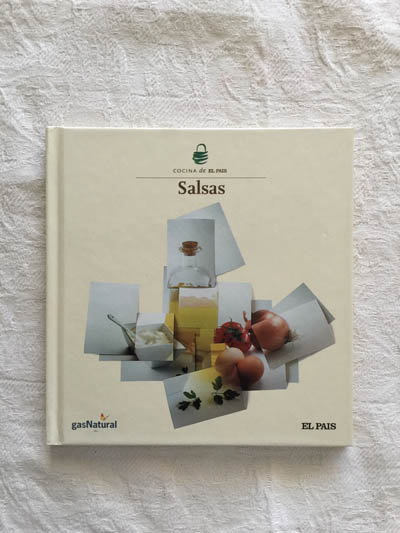 COCINA de EL PAIS
Salsas
gasNatural
EL PAIS